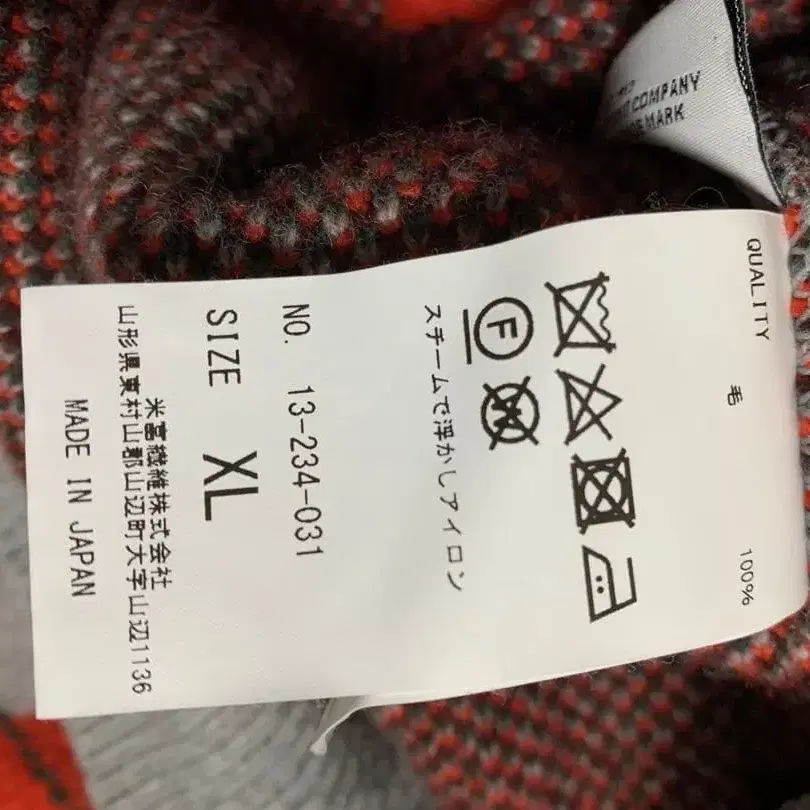 QUALITY
毛 100%
スチームで浮かしアイロン
NO. 13-234-031
SIZE XL
米富繊維株式会社
山形県東村山郡山辺町大字山辺1136
MADE IN JAPAN
COMPANY
MARK